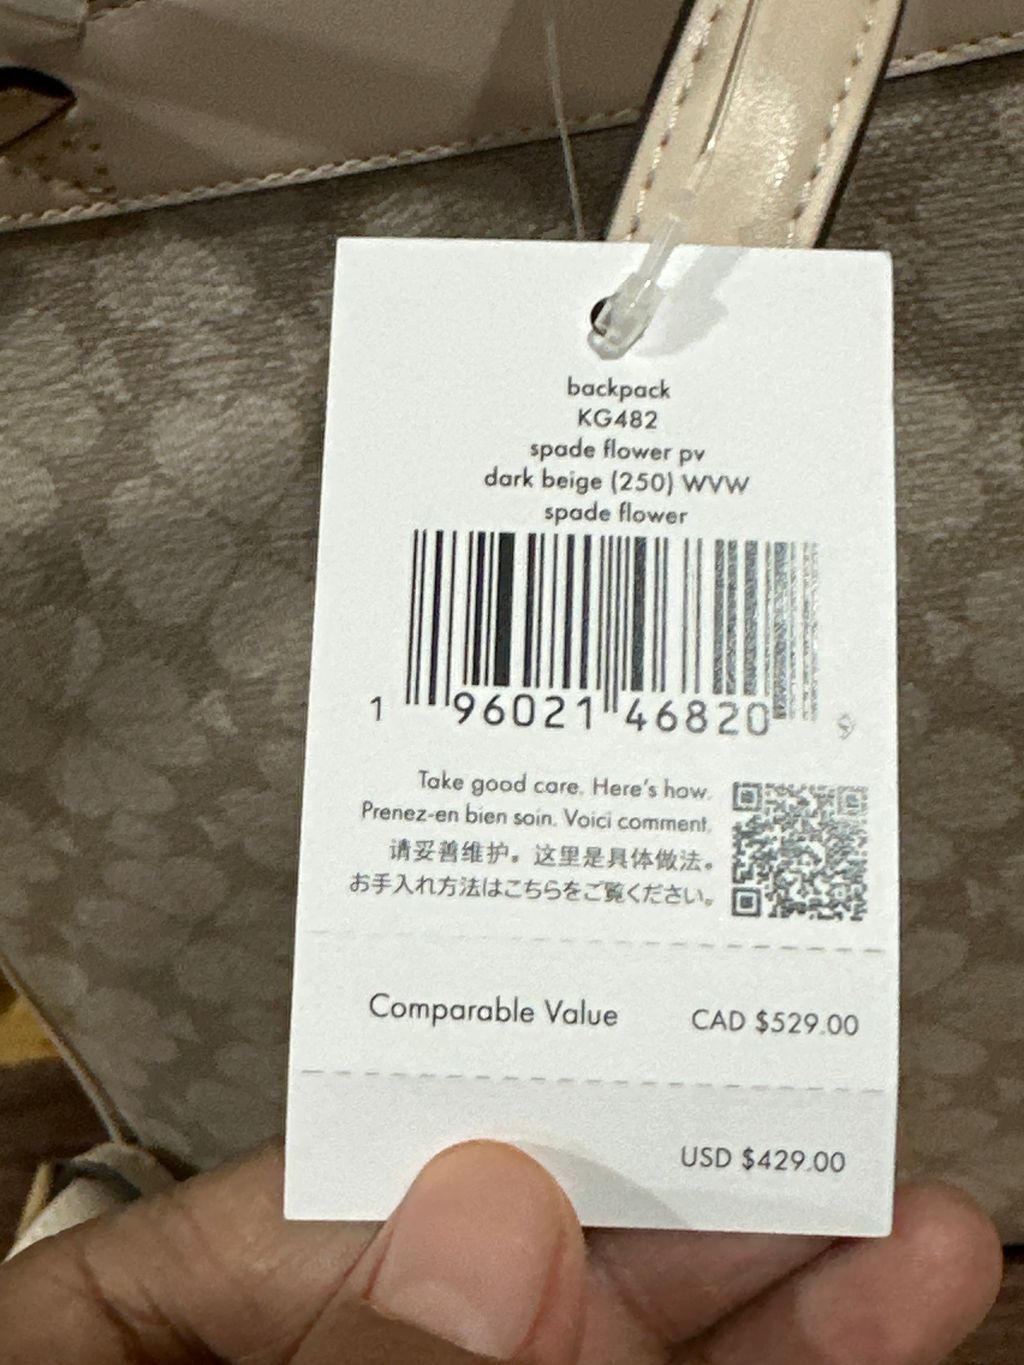 backpack
KG482
spade flower pv
dark beige (250) WVW
spade flower
1 96021 46820 9
Take good care. Here's how.
Prenez-en bien soin. Voici comment.
请妥善维护。这里是具体做法。
お手入れ方法はこちらをご覧ください。
Comparable Value CAD $529.00
USD $429.00